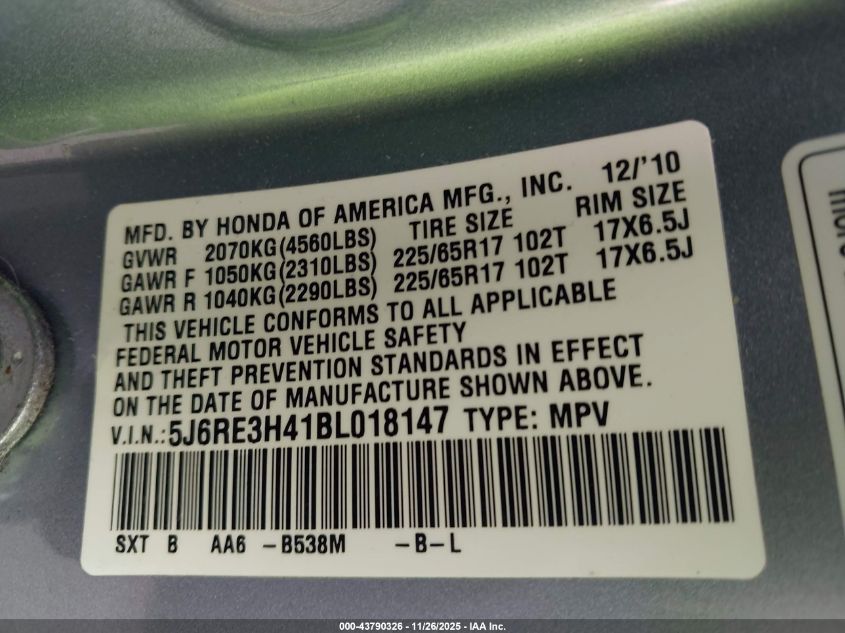 MFD. BY HONDA OF AMERICA MFG., INC. 12/'10
GVWR 2070KG(4560LBS) TIRE SIZE RIM SIZE
GAWR F 1050KG(2310LBS) 225/65R17 102T 17X6.5J
GAWR R 1040KG(2290LBS) 225/65R17 102T 17X6.5J
THIS VEHICLE CONFORMS TO ALL APPLICABLE
FEDERAL MOTOR VEHICLE SAFETY
AND THEFT PREVENTION STANDARDS IN EFFECT
ON THE DATE OF MANUFACTURE SHOWN ABOVE.
V.I.N.:5J6RE3H41BL018147 TYPE: MPV
SXT B AA6 -B538M -B-L
000-43790326 - 11/26/2025 - IAA Inc.